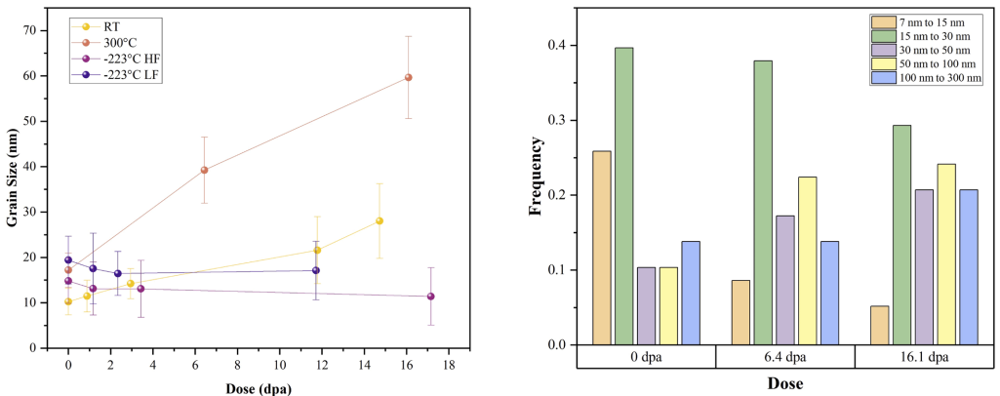 70
60
50
40
30
20
10
0
Grain Size (nm)
RT
300°C
-223°C HF
-223°C LF
0 2 4 6 8 10 12 14 16 18
Dose (dpa)
0.4
0.3
0.2
0.1
0.0
Frequency
7 nm to 15 nm
15 nm to 30 nm
30 nm to 50 nm
50 nm to 100 nm
100 nm to 300 nm
0 dpa 6.4 dpa 16.1 dpa
Dose